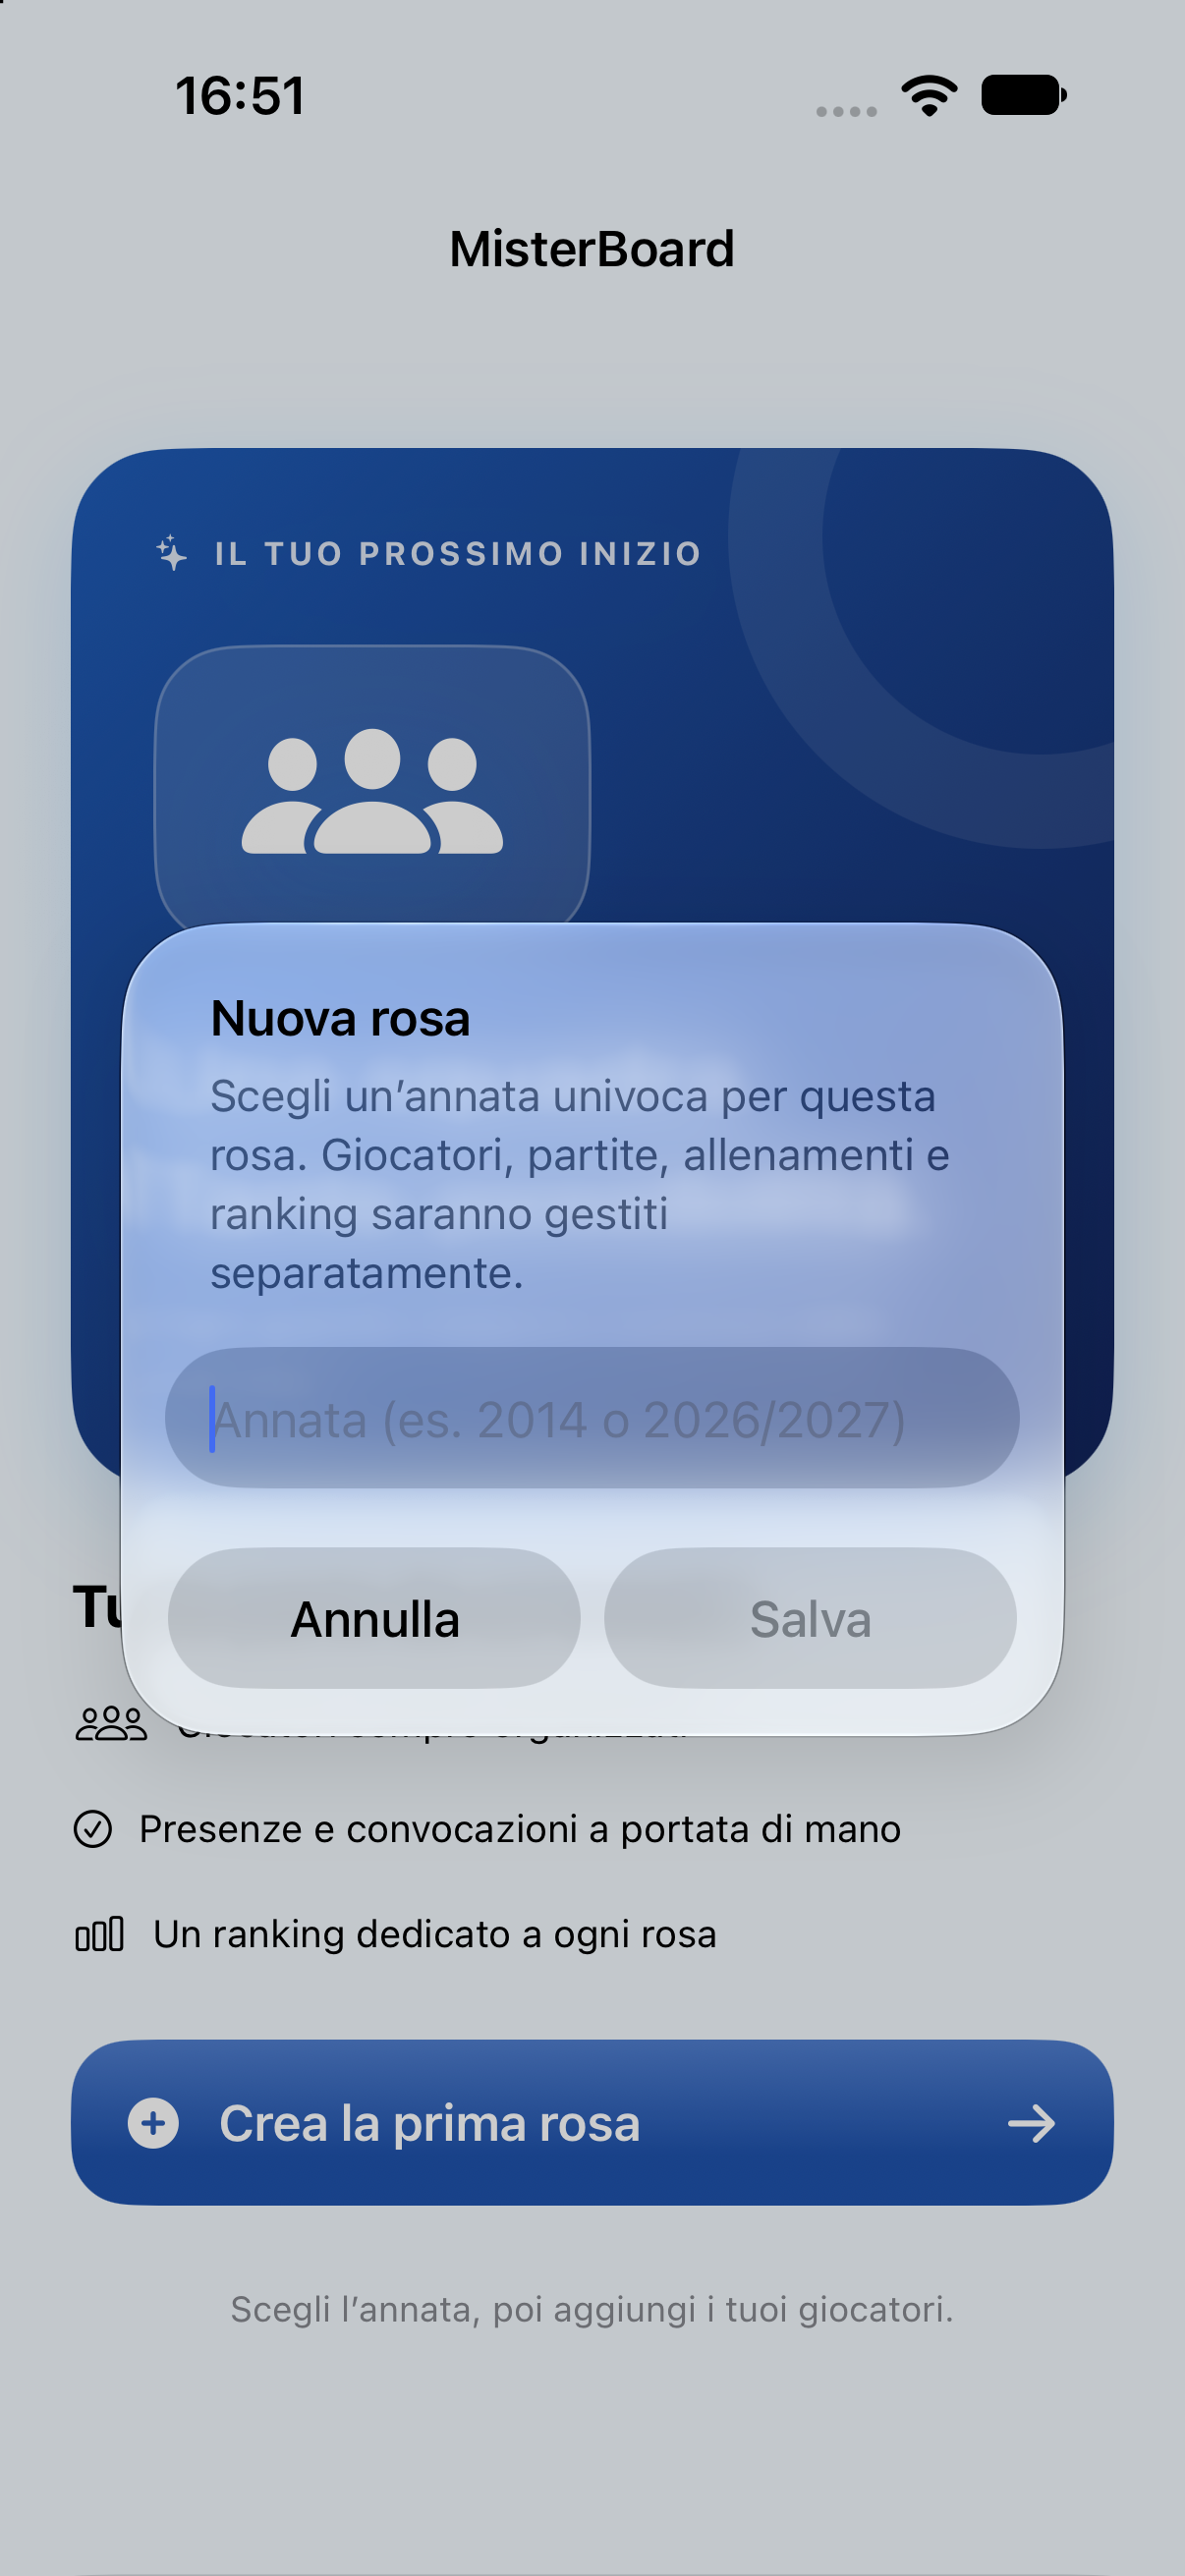 16:51
MisterBoard
IL TUO PROSSIMO INIZIO
Nuova rosa
Scegli un’annata univoca per questa
rosa. Giocatori, partite, allenamenti e
ranking saranno gestiti
separatamente.
Annata (es. 2014 o 2026/2027)
Annulla
Salva
Presenze e convocazioni a portata di mano
Un ranking dedicato a ogni rosa
Crea la prima rosa
Scegli l’annata, poi aggiungi i tuoi giocatori.